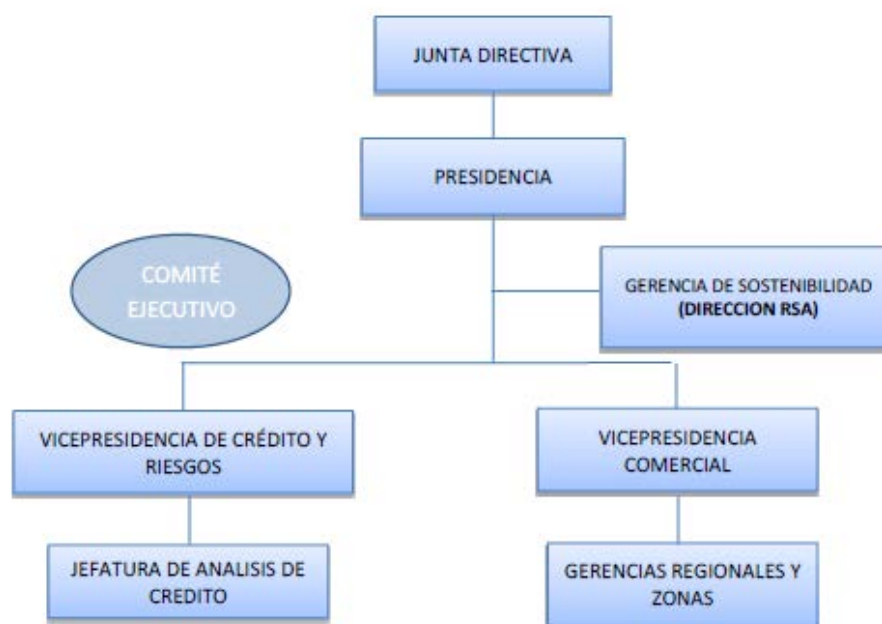 JUNTA DIRECTIVA
PRESIDENCIA
COMITÉ
EJECUTIVO
GERENCIA DE SOSTENIBILIDAD
(DIRECCION RSA)
VICEPRESIDENCIA DE CRÉDITO Y
RIESGOS
VICEPRESIDENCIA
COMERCIAL
JEFATURA DE ANALISIS DE
CREDITO
GERENCIAS REGIONALES Y
ZONAS